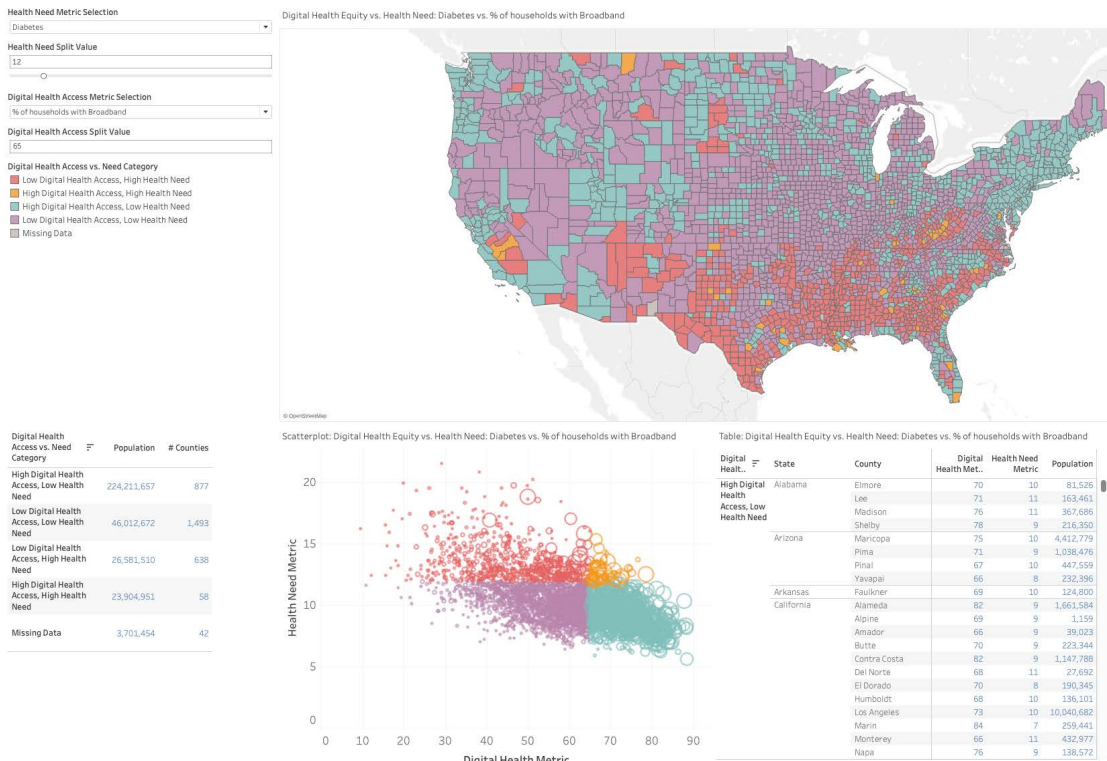 Health Need Metric Selection
Diabetes
Health Need Split Value
12
Digital Health Access Metric Selection
% of households with Broadband
Digital Health Access Split Value
65
Digital Health Access vs. Need Category
Low Digital Health Access, High Health Need
High Digital Health Access, High Health Need
High Digital Health Access, Low Health Need
Low Digital Health Access, Low Health Need
Missing Data
Digital Health Equity vs. Health Need: Diabetes vs. % of households with Broadband
© OpenStreetMap
Digital Health
Access vs. Need
Category Population # Counties
High Digital Health
Access, Low Health
Need 224,211,657 877
Low Digital Health
Access, Low Health
Need 46,012,672 1,493
Low Digital Health
Access, High Health
Need 26,581,510 638
High Digital Health
Access, High Health
Need 23,904,951 58
Missing Data 3,701,454 42
Scatterplot: Digital Health Equity vs. Health Need: Diabetes vs. % of households with Broadband
Health Need Metric
20
15
10
5
0
0 10 20 30 40 50 60 70 80 90
Digital Health Metric
Table: Digital Health Equity vs. Health Need: Diabetes vs. % of households with Broadband
Digital
Healt.. State County Digital Health Met.. Health Need Metric Population
High Digital
Health
Access, Low
Health Need
Alabama Elmore 70 10 81,526
Lee 71 11 163,461
Madison 76 11 367,686
Shelby 78 9 216,350
Arizona Maricopa 75 10 4,412,779
Pima 71 9 1,038,476
Pinal 67 10 447,559
Yavapai 66 8 232,396
Arkansas Faulkner 69 10 124,800
California Alameda 82 9 1,661,584
Alpine 69 9 1,159
Amador 66 9 39,023
Butte 70 9 223,344
Contra Costa 82 9 1,147,788
Del Norte 68 11 27,692
El Dorado 70 8 190,345
Humboldt 68 10 136,101
Los Angeles 73 10 10,040,682
Marin 84 7 259,441
Monterey 66 11 432,977
Napa 76 9 138,572